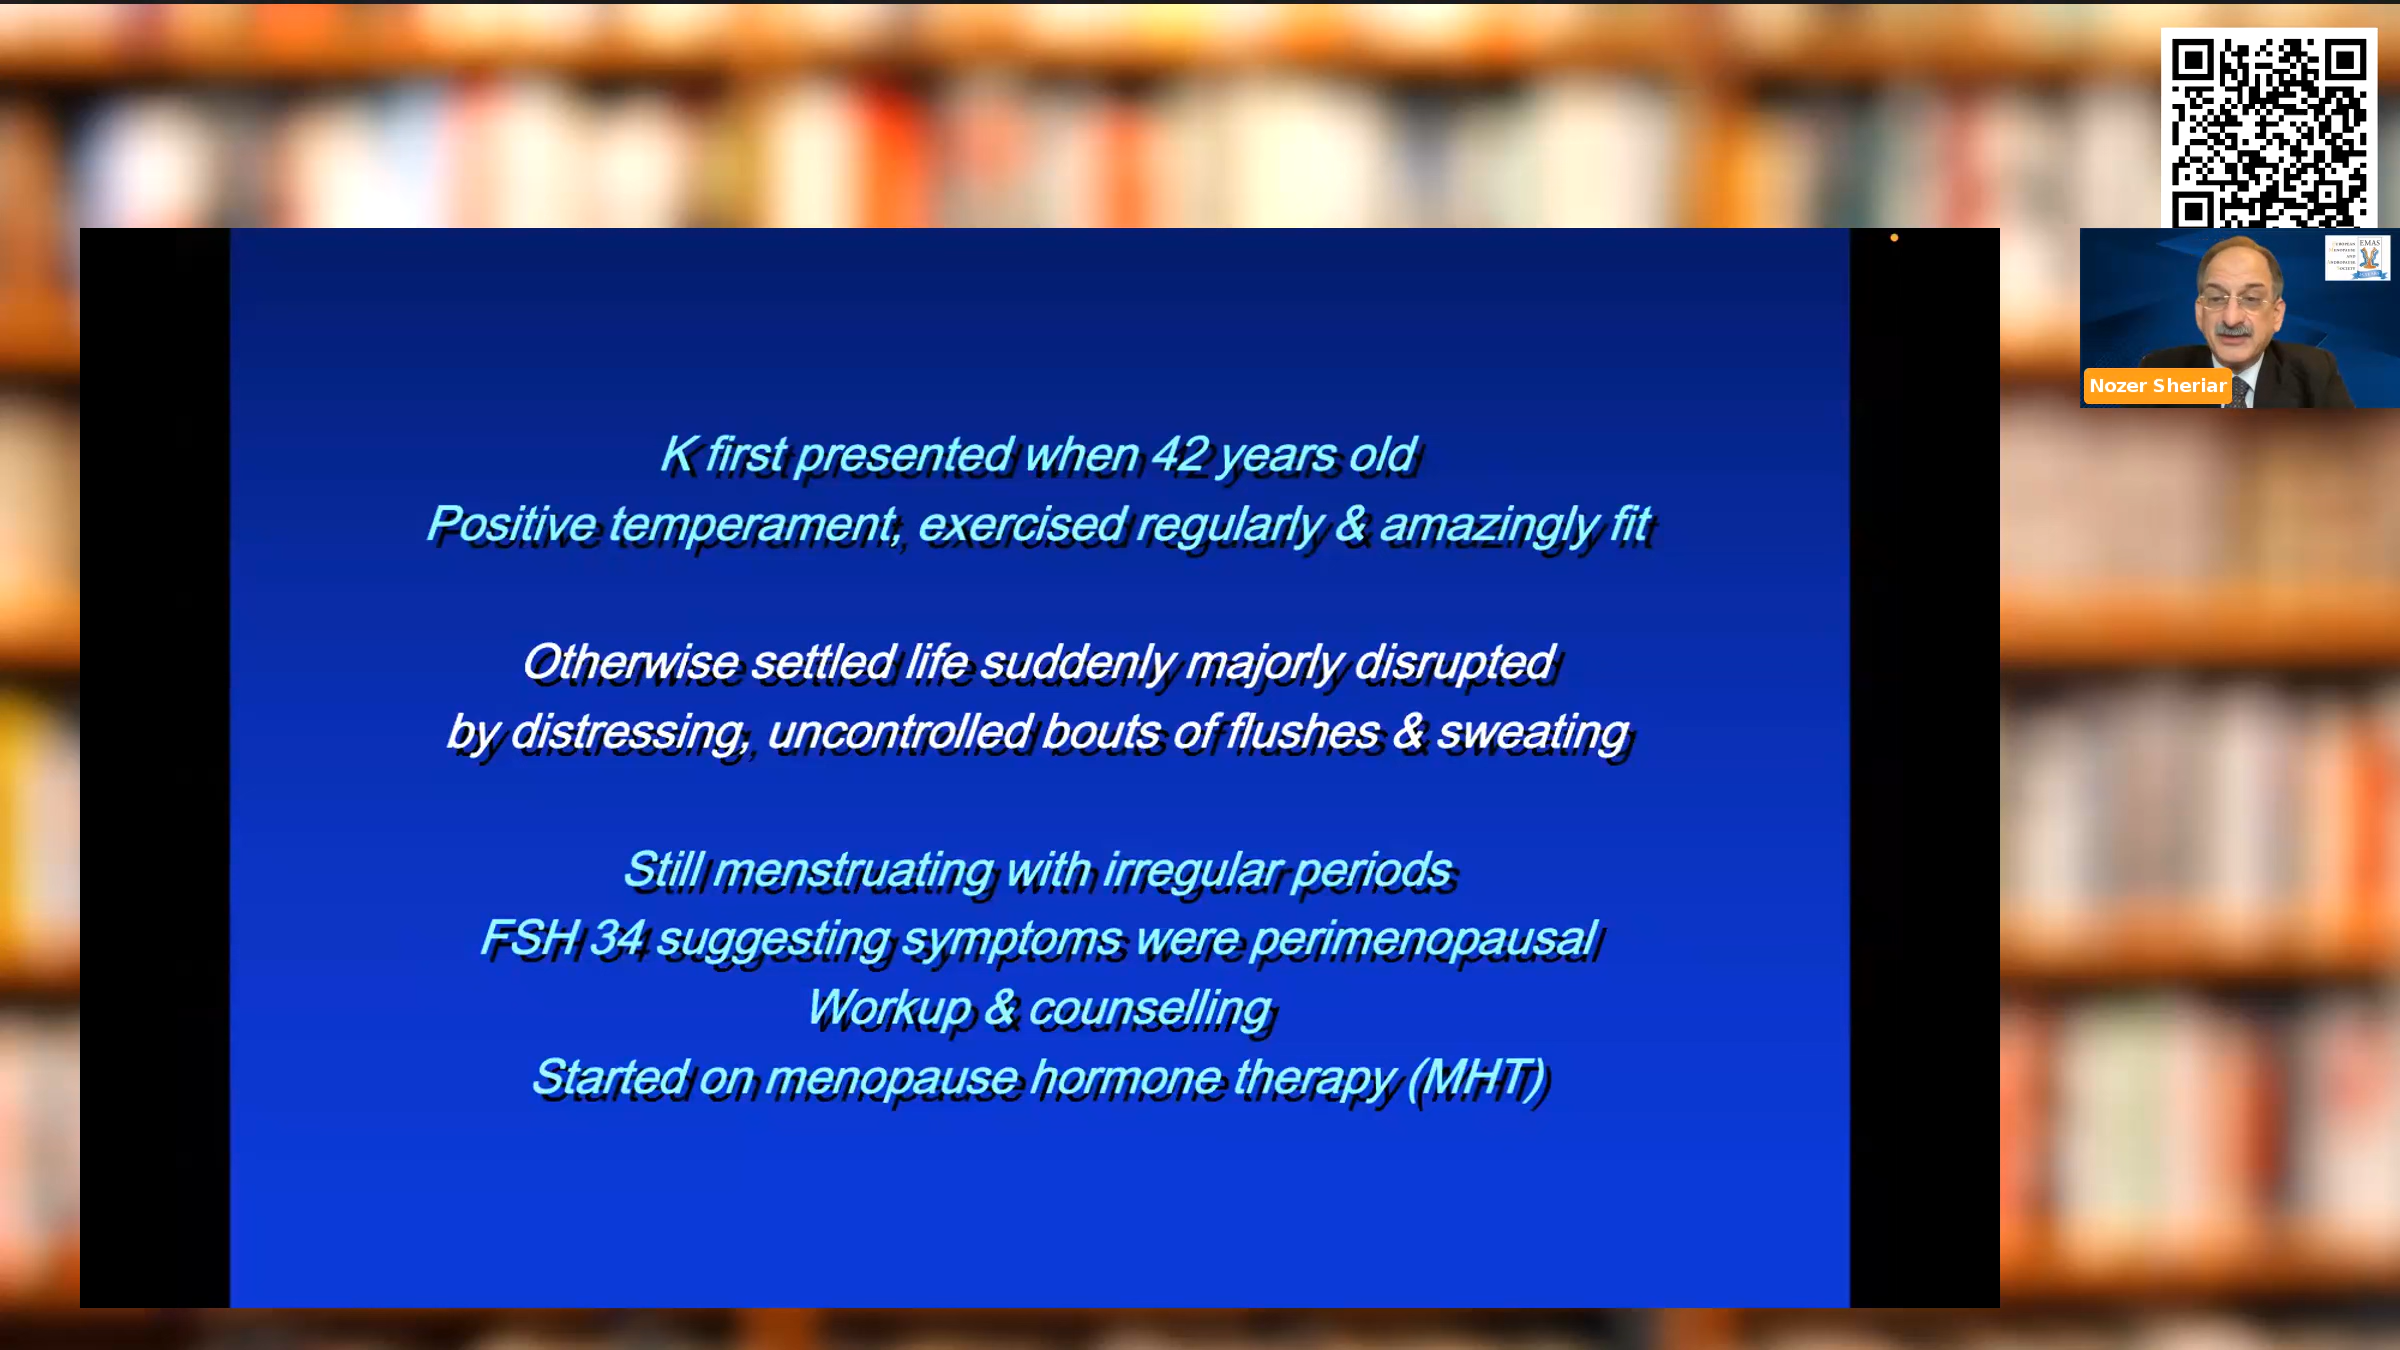 K first presented when 42 years old
Positive temperament, exercised regularly & amazingly fit
Otherwise settled life suddenly majorly disrupted
by distressing, uncontrolled bouts of flushes & sweating
Still menstruating with irregular periods
FSH 34 suggesting symptoms were perimenopausal
Workup & counselling
Started on menopause hormone therapy (MHT)
EMAS
Nozer Sheriar